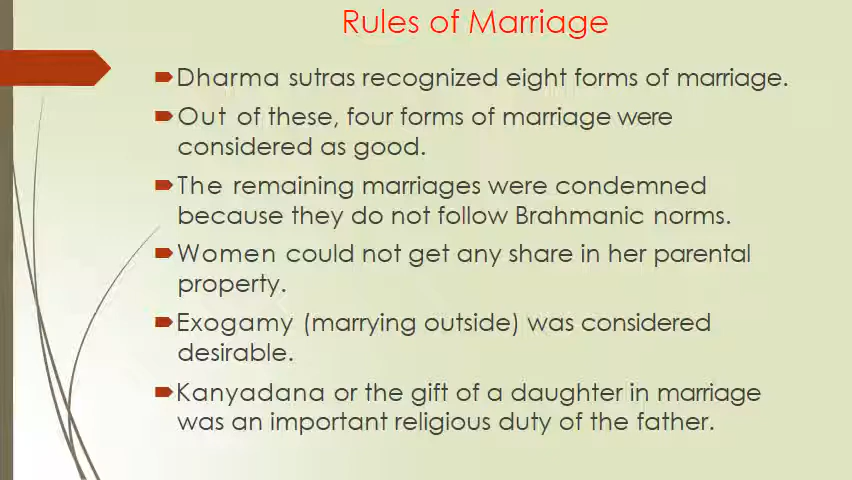 Rules of Marriage
Dharma sutras recognized eight forms of marriage.
Out of these, four forms of marriage were
considered as good.
The remaining marriages were condemned
because they do not follow Brahmanic norms.
Women could not get any share in her parental
property.
Exogamy (marrying outside) was considered
desirable.
Kanyadana or the gift of a daughter in marriage
was an important religious duty of the father.